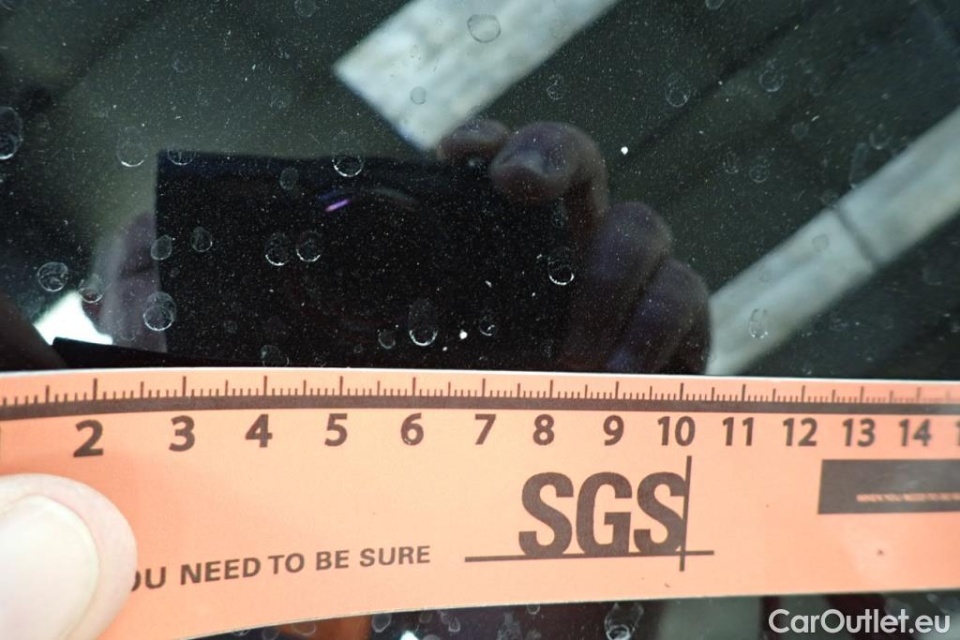 2 3 4 5 6 7 8 9 10 11 12 13 14
SGS
OU NEED TO BE SURE
CarOutlet.eu